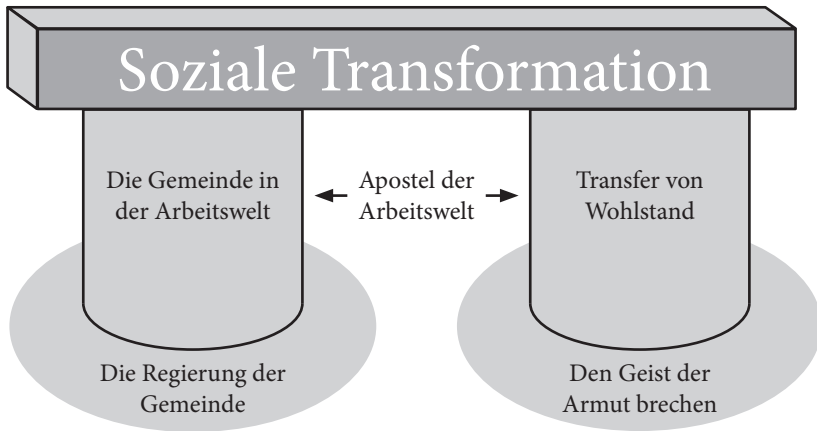 Soziale Transformation
Die Gemeinde in
der Arbeitswelt
Apostel der
Arbeitswelt
Transfer von
Wohlstand
Die Regierung der
Gemeinde
Den Geist der
Armut brechen